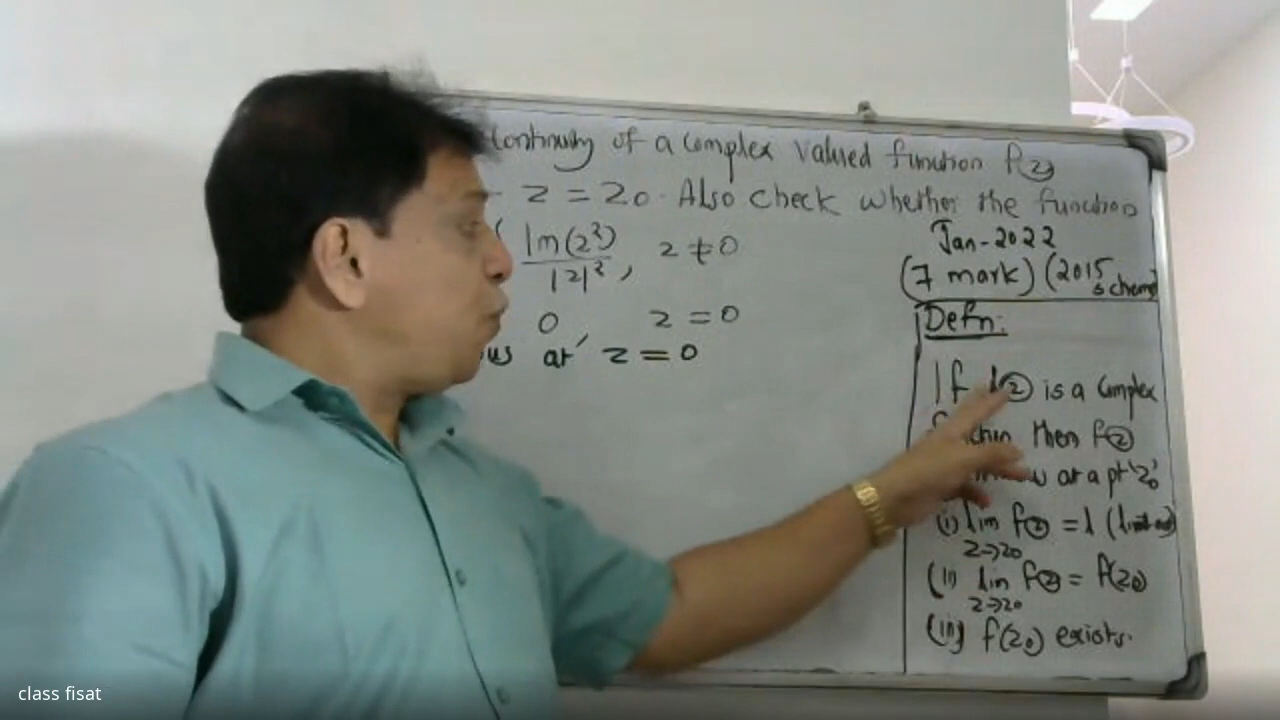 Continuity of a Complex valued function f(z)
z = z0. Also check whether the function
Im(z²)
|z|² , z ≠ 0
0, z = 0
us at z = 0
Jan-2022
(7 mark) (2015 scheme)
Defn:
If f(z) is a Complex
then f(z)
at a pt 'z0'
(i) lim f(z) = l (limit
z→z0
(ii) lim f(z) = f(z0)
z→z0
(iii) f(z0) exists.
class fisat